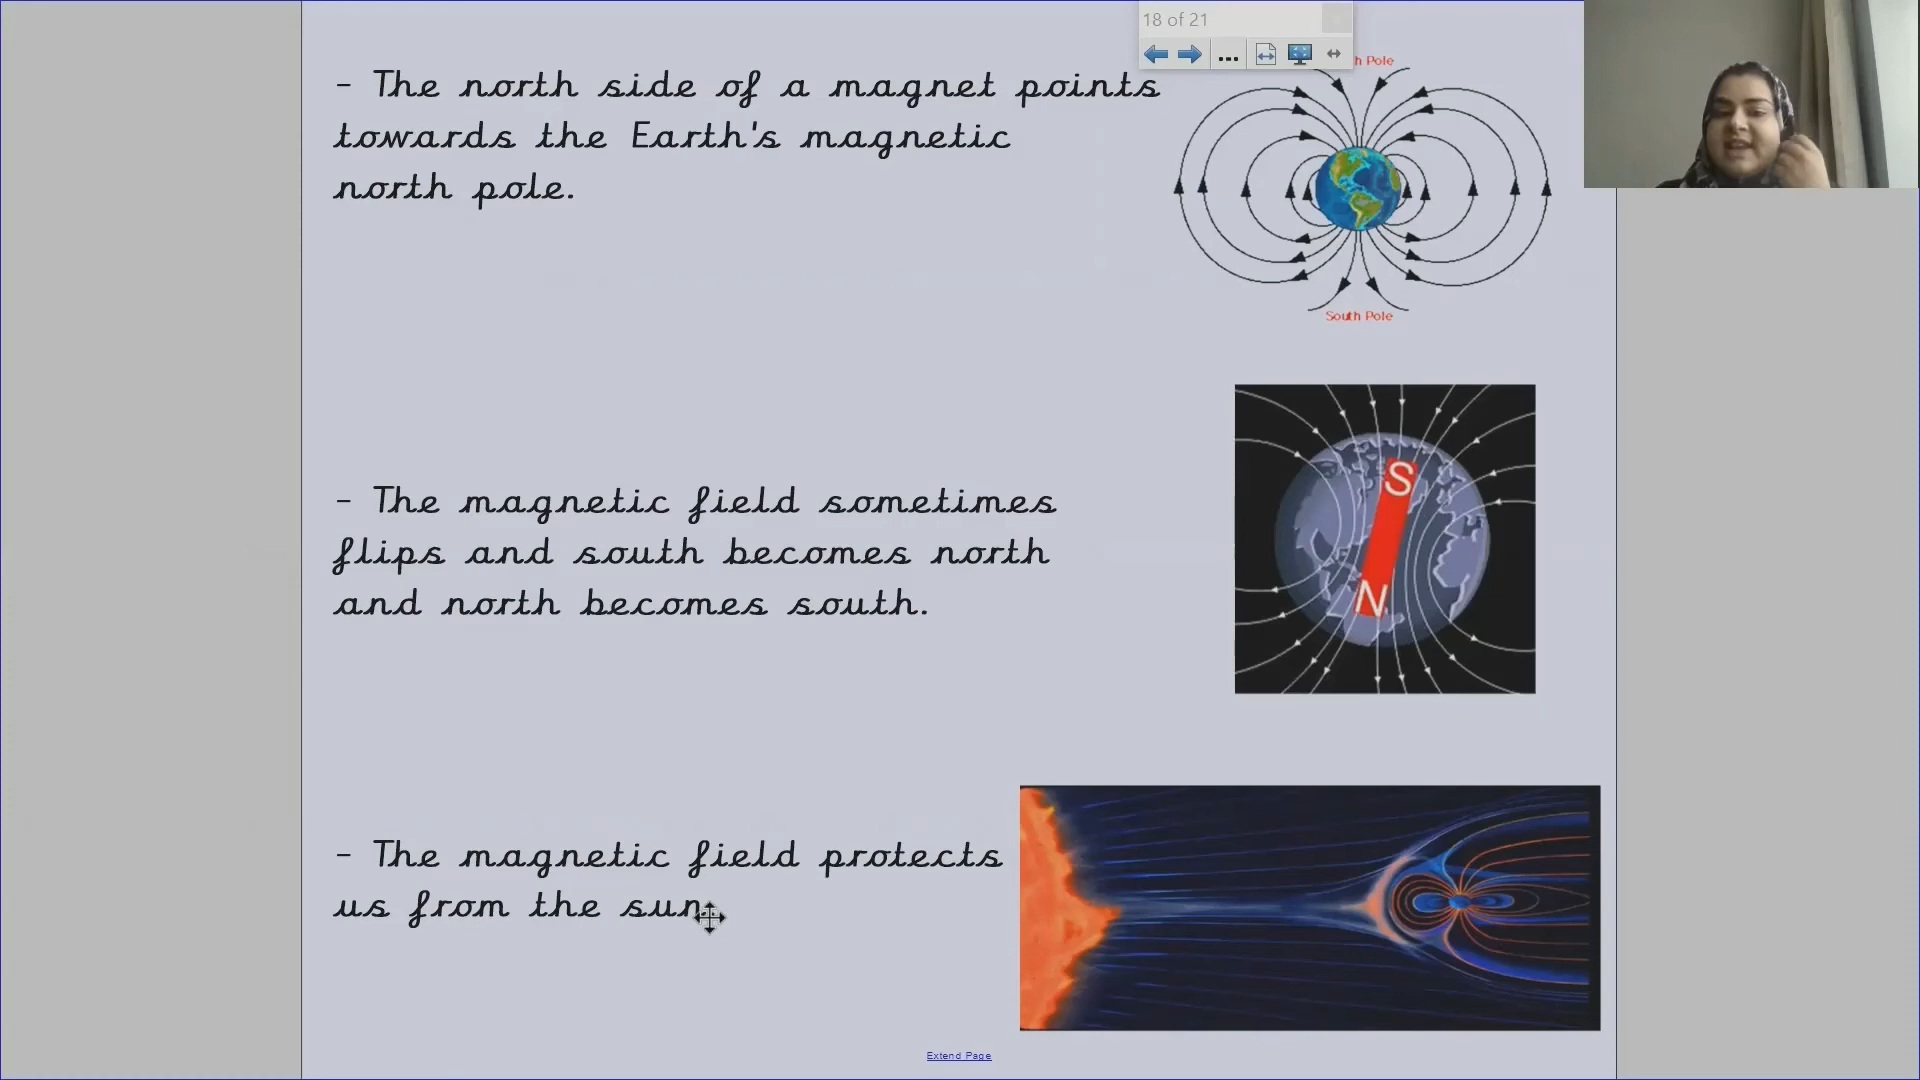 18 of 21
- The north side of a magnet points
towards the Earth's magnetic
north pole.
h Pole
South Pole
- The magnetic field sometimes
flips and south becomes north
and north becomes south.
S
N
- The magnetic field protects
us from the sun
Extend Page